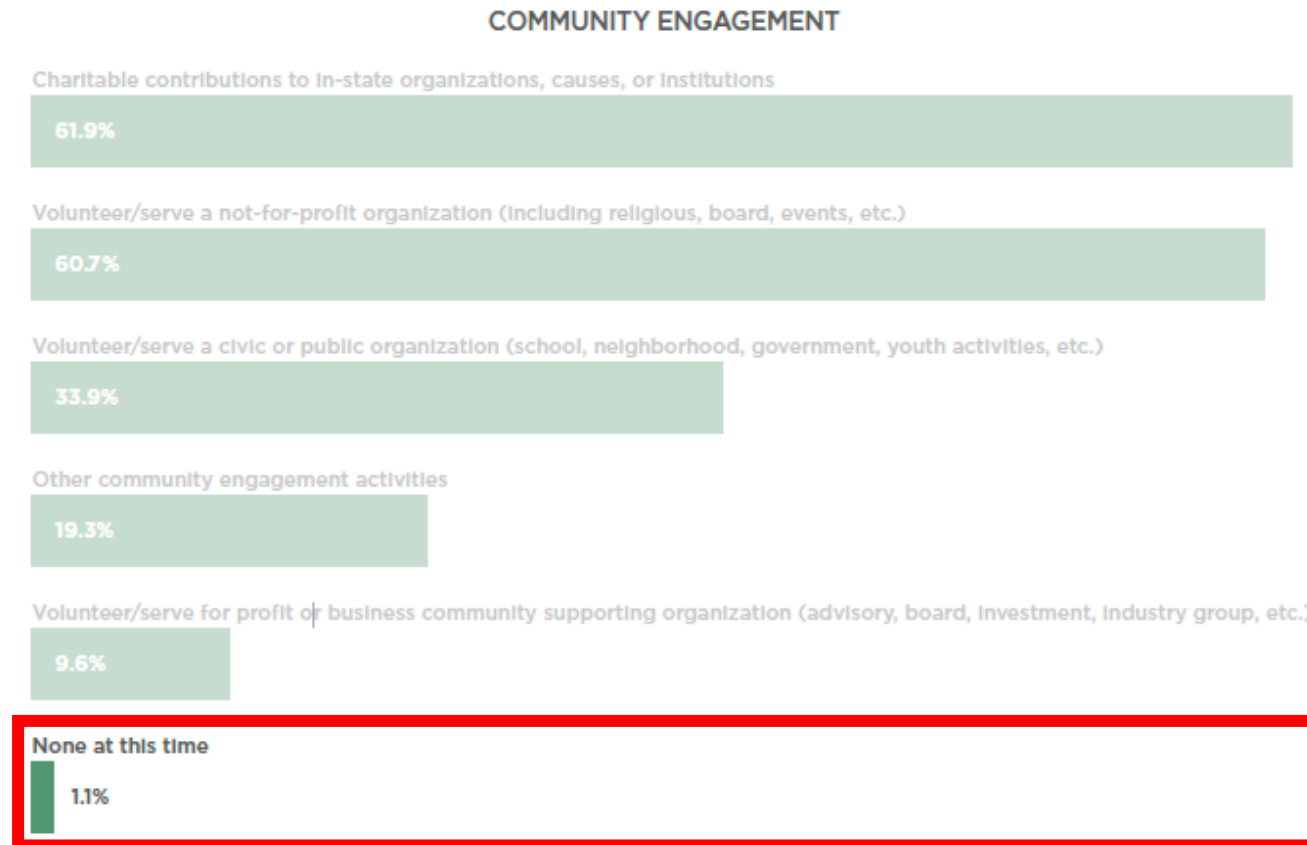 COMMUNITY ENGAGEMENT
Charitable contributions to in-state organizations, causes, or institutions
61.9%
Volunteer/serve a not-for-profit organization (including religious, board, events, etc.)
60.7%
Volunteer/serve a civic or public organization (school, neighborhood, government, youth activities, etc.)
33.9%
Other community engagement activities
19.3%
Volunteer/serve for profit or business community supporting organization (advisory, board, investment, industry group, etc.)
9.6%
None at this time
1.1%